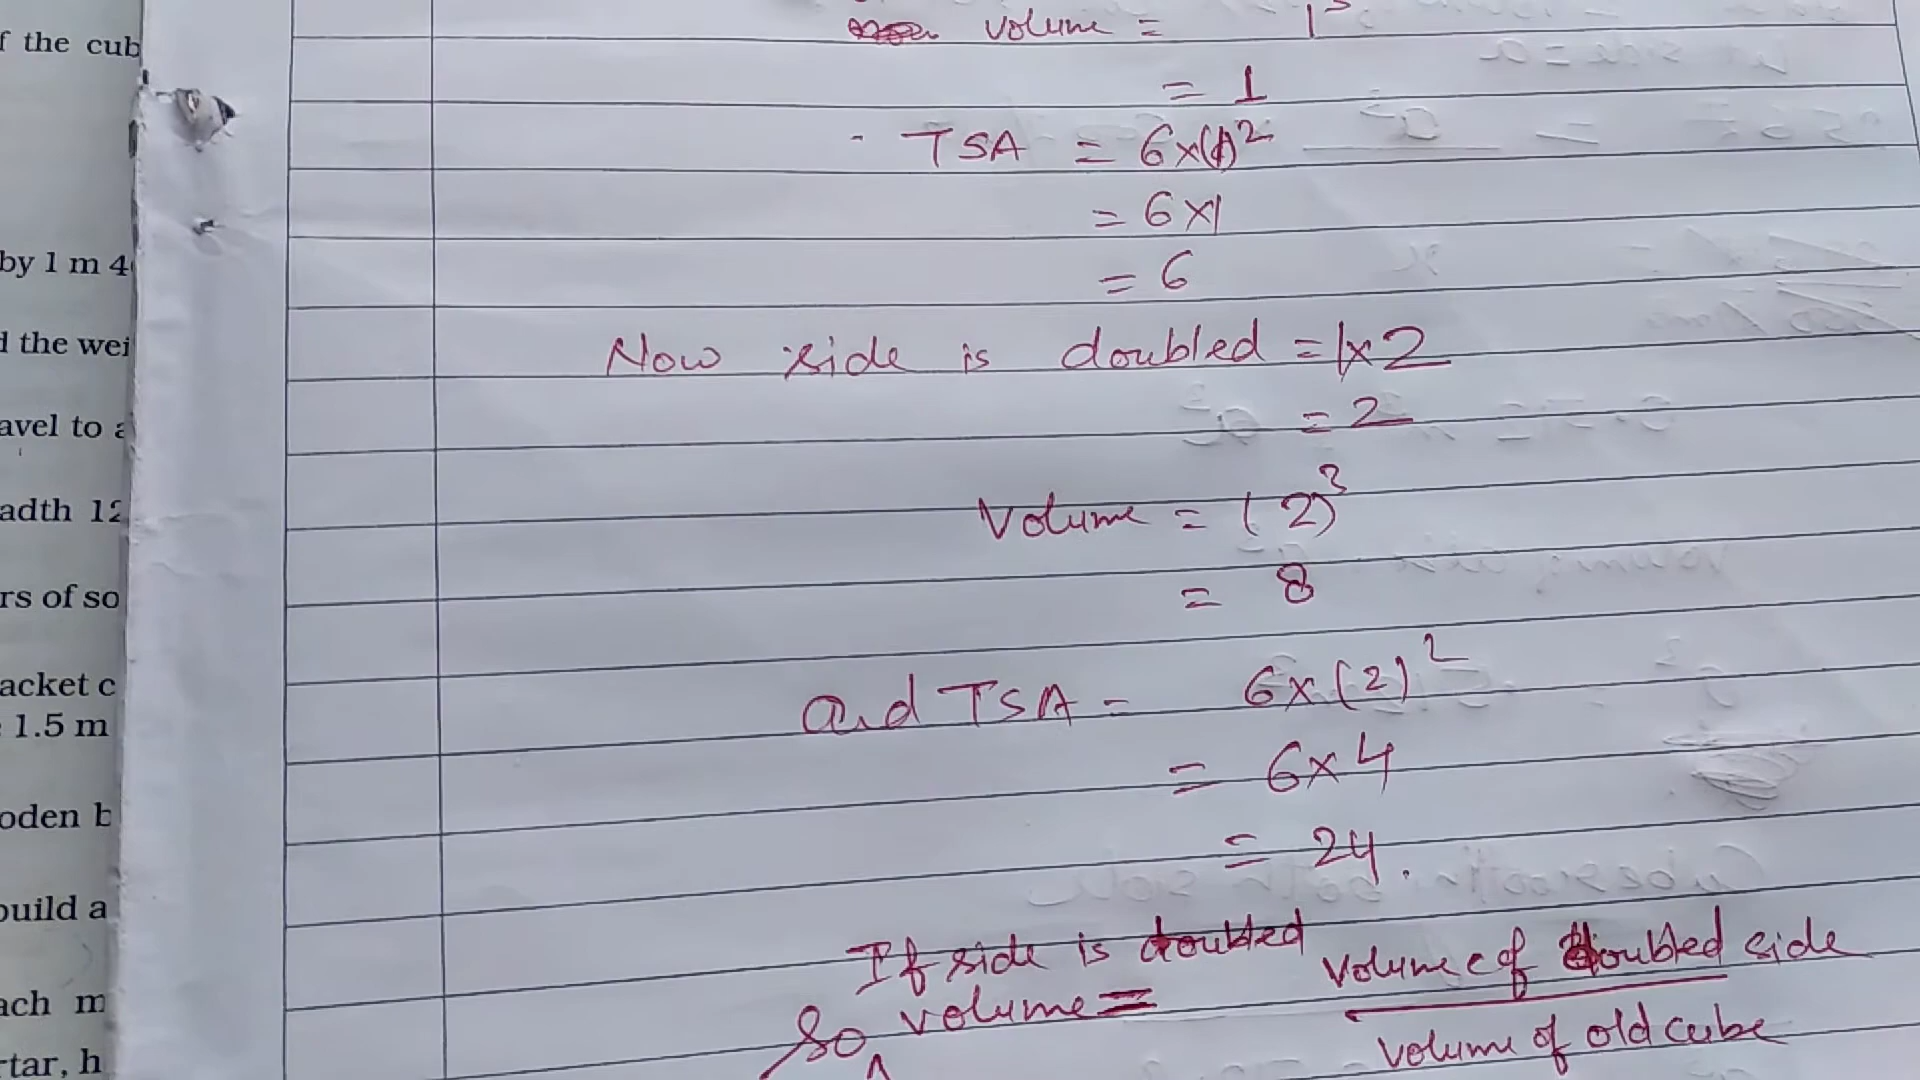 f the cub
by 1 m 4
d the wei
avel to a
adth 12
rs of so
acket c
1.5 m
oden b
build a
ach m
rtar, h
volume = 1³
= 1
TSA = 6×(1)²
= 6×1
= 6
Now side is doubled = 1×2
= 2
Volume = (2)³
= 8
and TSA = 6×(2)²
= 6×4
= 24.
If side is doubled
So, volume = volume of doubled side
volume of old cube